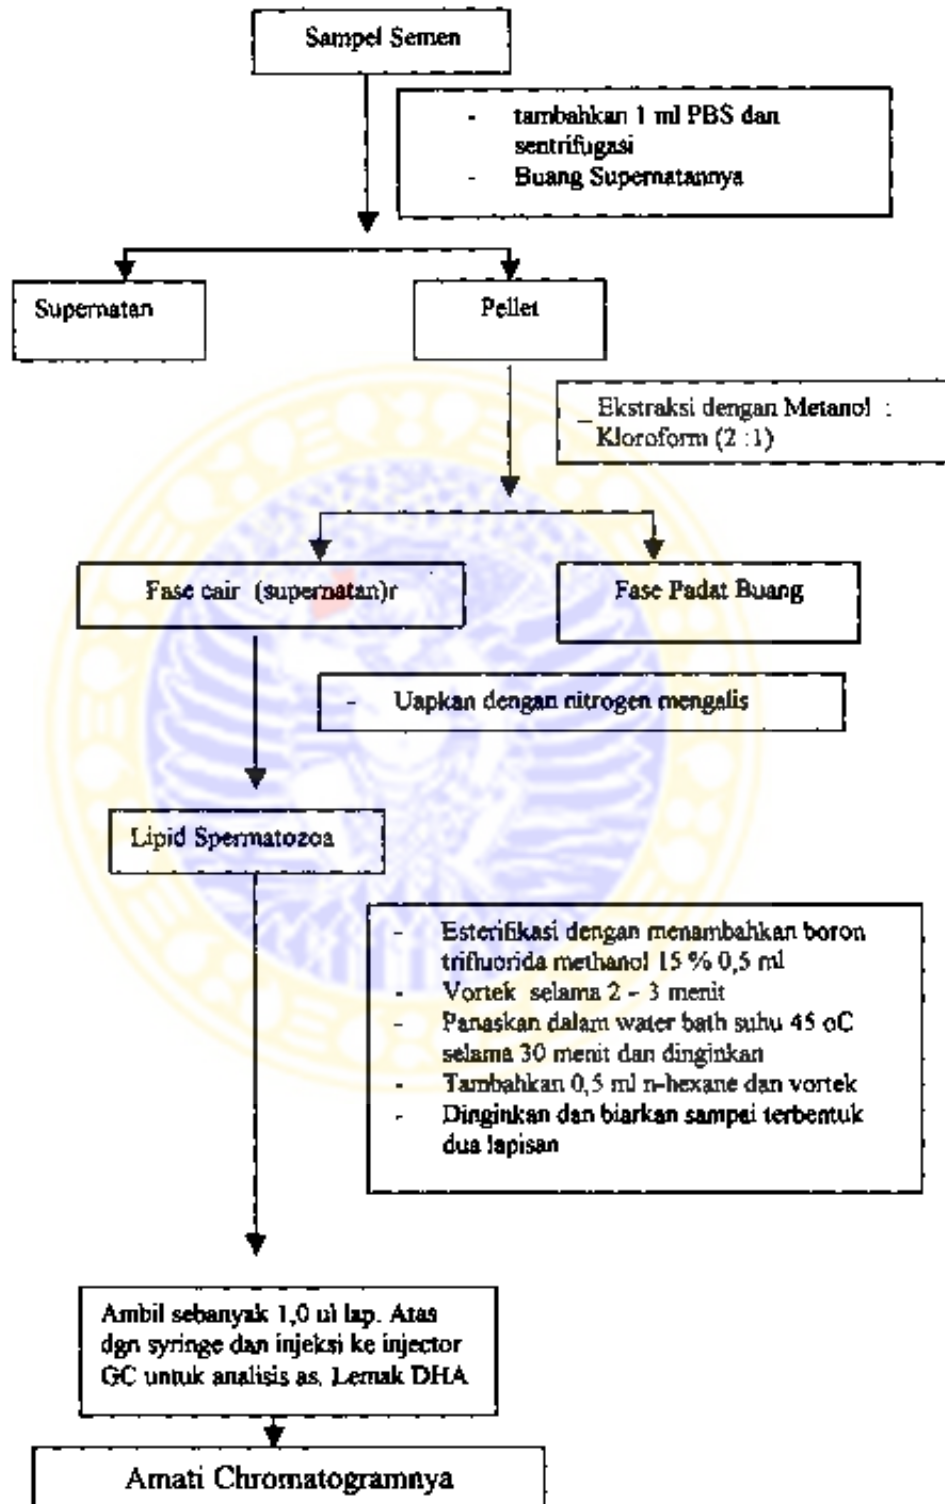 Sampel Semen
- tambahkan 1 ml PBS dan
sentrifugasi
- Buang Supernatannya
Supernatan
Pellet
_ Ekstraksi dengan Metanol :
Kloroform (2 :1)
Fase cair (supernatan)r
Fase Padat Buang
- Uapkan dengan nitrogen mengalis
Lipid Spermatozoa
- Esterifikasi dengan menambahkan boron
trifluorida methanol 15 % 0,5 ml
- Vortek selama 2 – 3 menit
- Panaskan dalam water bath suhu 45 oC
selama 30 menit dan dinginkan
- Tambahkan 0,5 ml n-hexane dan vortek
- Dinginkan dan biarkan sampai terbentuk
dua lapisan
Ambil sebanyak 1,0 ul lap. Atas
dgn syringe dan injeksi ke injector
GC untuk analisis as. Lemak DHA
Amati Chromatogramnya